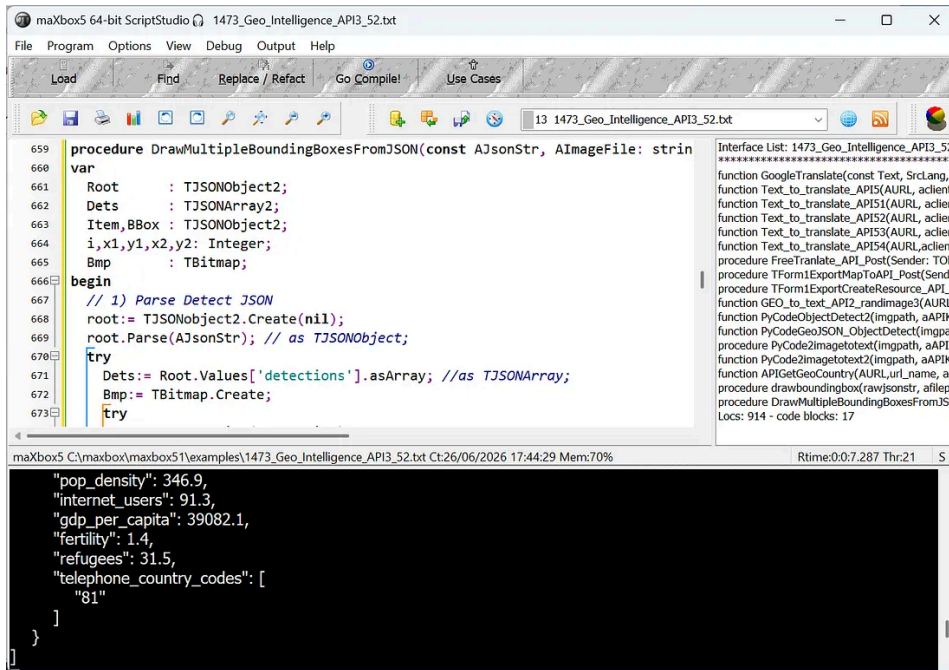 maXbox5 64-bit ScriptStudio 1473_Geo_Intelligence_API3_52.txt
File Program Options View Debug Output Help
Load Find Replace / Refact Go Compile! Use Cases
13 1473_Geo_Intelligence_API3_52.txt
659 procedure DrawMultipleBoundingBoxesFromJSON(const AJsonStr, AImageFile: strin
660 var
661 Root : TJSONObject2;
662 Dets : TJSONArray2;
663 Item,BBox : TJSONObject2;
664 i,x1,y1,x2,y2: Integer;
665 Bmp : TBitmap;
666 begin
667 // 1) Parse Detect JSON
668 root:= TJSONobject2.Create(nil);
669 root.Parse(AJsonStr); // as TJSONObject;
670 try
671 Dets:= Root.Values['detections'].asArray; //as TJSONArray;
672 Bmp:= TBitmap.Create;
673 try
Interface List: 1473_Geo_Intelligence_API3_52
******************************************
function GoogleTranslate(const Text, SrcLang,
function Text_to_translate_API5(AURL, aclien
function Text_to_translate_API51(AURL, aclie
function Text_to_translate_API52(AURL, aclie
function Text_to_translate_API53(AURL, aclie
function Text_to_translate_API54(AURL,aclien
procedure FreeTranlate_API_Post(Sender: TO
procedure TForm1ExportMapToAPI_Post(Send
procedure TForm1ExportCreateResource_API_
function GEO_to_text_API2_randimage3(AURL
function PyCodeObjectDetect2(imgpath, aAPIK
function PyCodeGeoJSON_ObjectDetect(imgpa
procedure PyCode2imagetotext(imgpath, aAPI
function PyCode2imagetotext2(imgpath, aAPIK
function APIGetGeoCountry(AURL,url_name, a
procedure drawboundingbox(rawjsonstr, afilep
procedure DrawMultipleBoundingBoxesFromJS
Locs: 914 - code blocks: 17
maXbox5 C:\maxbox\maxbox51\examples\1473_Geo_Intelligence_API3_52.txt Ct:26/06/2026 17:44:29 Mem:70% Rtime:0:0:7.287 Thr:21 S
"pop_density": 346.9,
"internet_users": 91.3,
"gdp_per_capita": 39082.1,
"fertility": 1.4,
"refugees": 31.5,
"telephone_country_codes": [
"81"
]
}
]